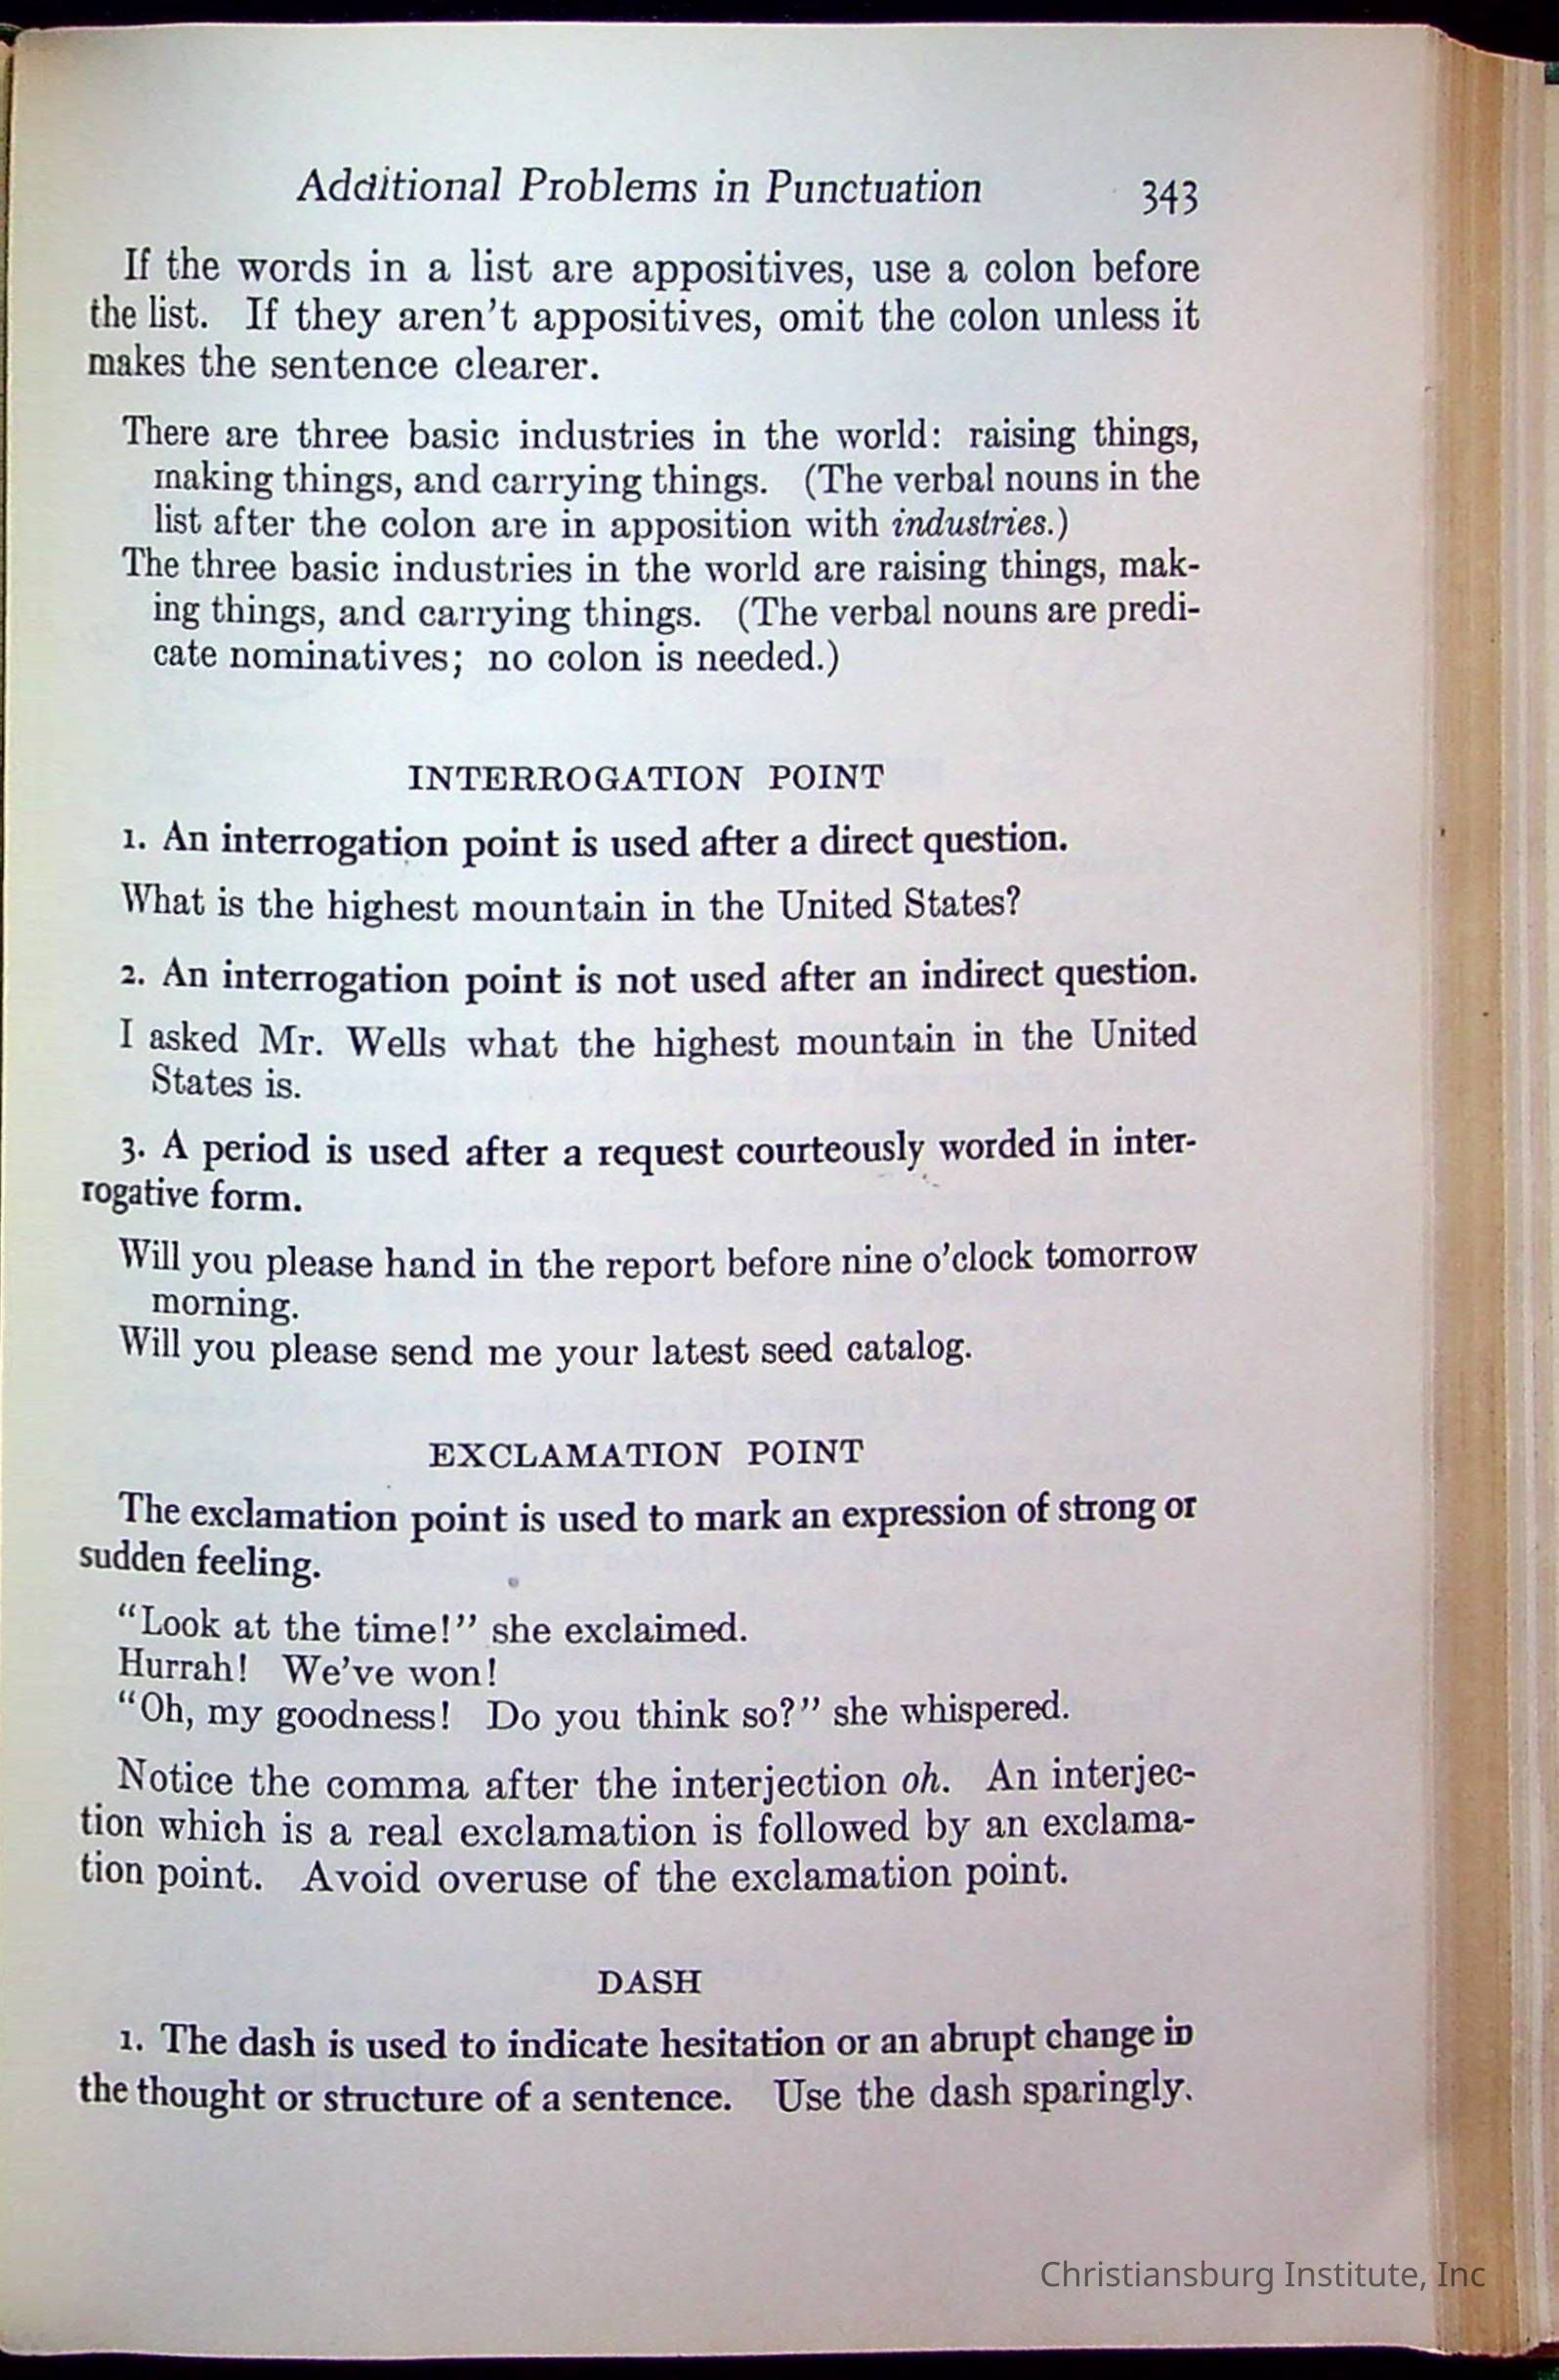 Additional Problems in Punctuation 343
If the words in a list are appositives, use a colon before
the list. If they aren't appositives, omit the colon unless it
makes the sentence clearer.
There are three basic industries in the world: raising things,
making things, and carrying things. (The verbal nouns in the
list after the colon are in apposition with industries.)
The three basic industries in the world are raising things, mak-
ing things, and carrying things. (The verbal nouns are predi-
cate nominatives; no colon is needed.)
INTERROGATION POINT
1. An interrogation point is used after a direct question.
What is the highest mountain in the United States?
2. An interrogation point is not used after an indirect question.
I asked Mr. Wells what the highest mountain in the United
States is.
3. A period is used after a request courteously worded in inter-
rogative form.
Will you please hand in the report before nine o'clock tomorrow
morning.
Will you please send me your latest seed catalog.
EXCLAMATION POINT
The exclamation point is used to mark an expression of strong or
sudden feeling.
“Look at the time!” she exclaimed.
Hurrah! We've won!
“Oh, my goodness! Do you think so?” she whispered.
Notice the comma after the interjection oh. An interjec-
tion which is a real exclamation is followed by an exclama-
tion point. Avoid overuse of the exclamation point.
DASH
1. The dash is used to indicate hesitation or an abrupt change in
the thought or structure of a sentence. Use the dash sparingly.
Christiansburg Institute, Inc